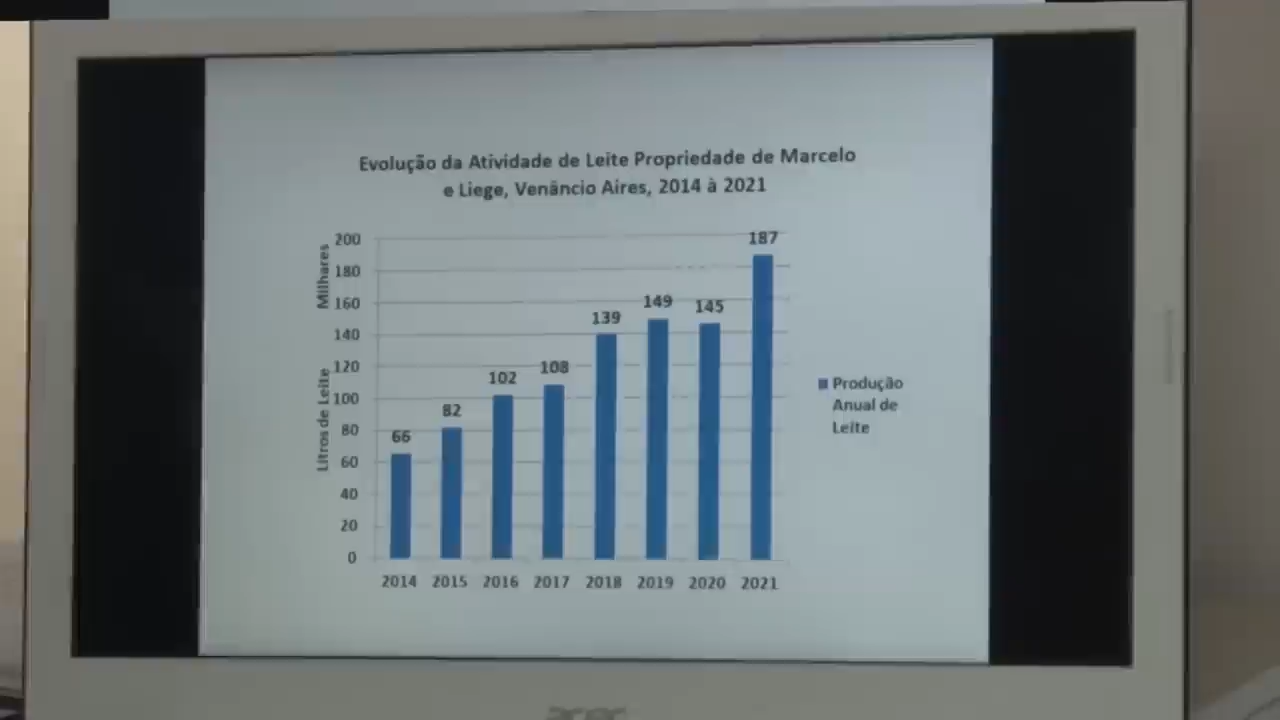 Evolução da Atividade de Leite Propriedade de Marcelo
e Liege, Venâncio Aires, 2014 à 2021
Litros de Leite
Milhares
200
180
160
140
120
100
80
60
40
20
0
66
82
102
108
139
149
145
187
2014 2015 2016 2017 2018 2019 2020 2021
Produção
Anual de
Leite
acer